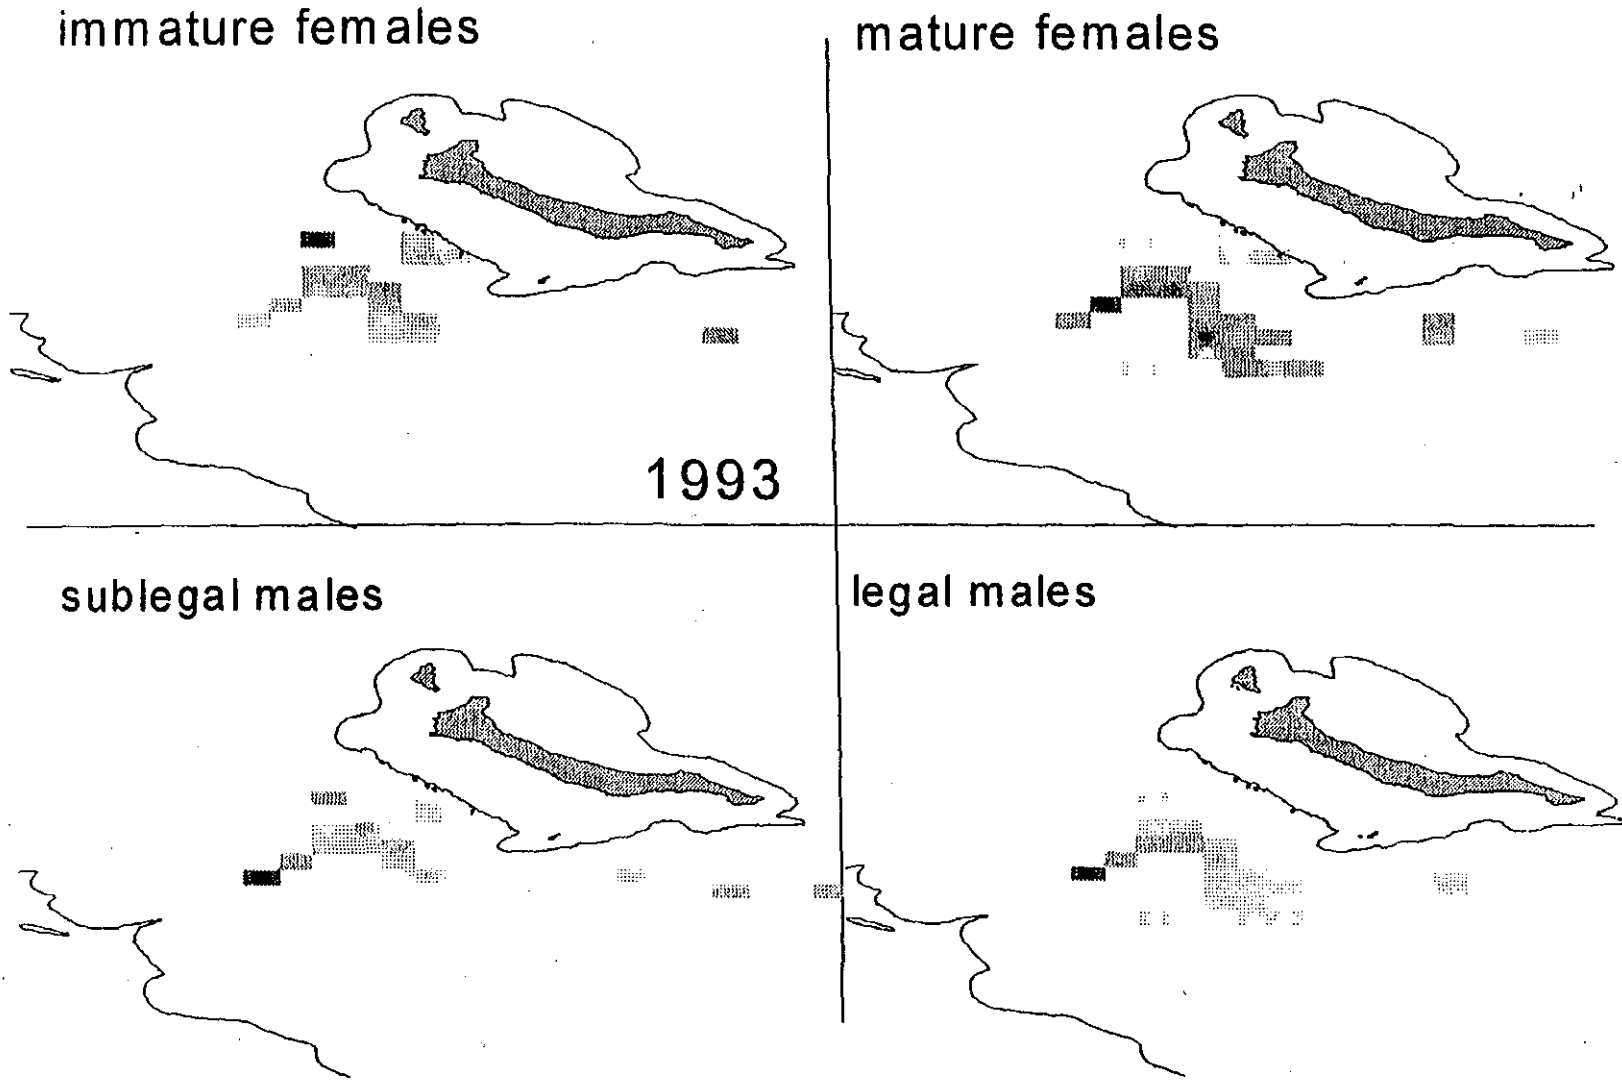 immature females
mature females
1993
sublegal males
legal males